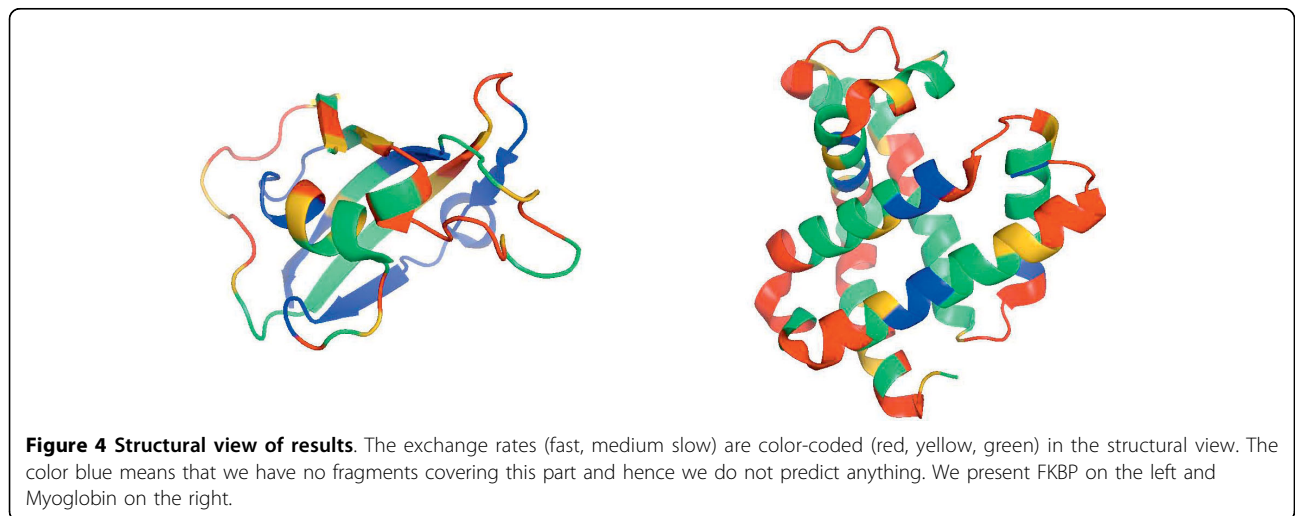 Figure 4 Structural view of results. The exchange rates (fast, medium slow) are color-coded (red, yellow, green) in the structural view. The
color blue means that we have no fragments covering this part and hence we do not predict anything. We present FKBP on the left and
Myoglobin on the right.